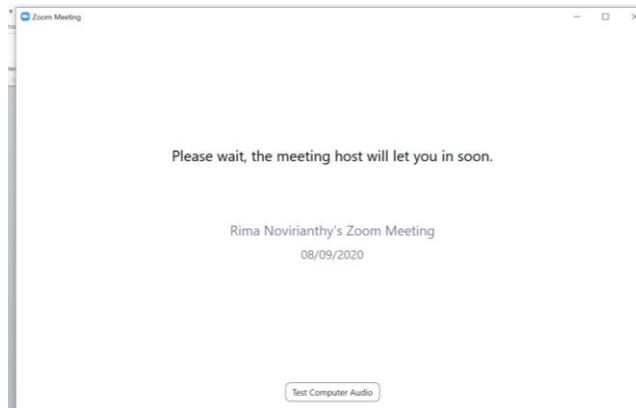 Zoom Meeting
Please wait, the meeting host will let you in soon.
Rima Novirianthy's Zoom Meeting
08/09/2020
Test Computer Audio